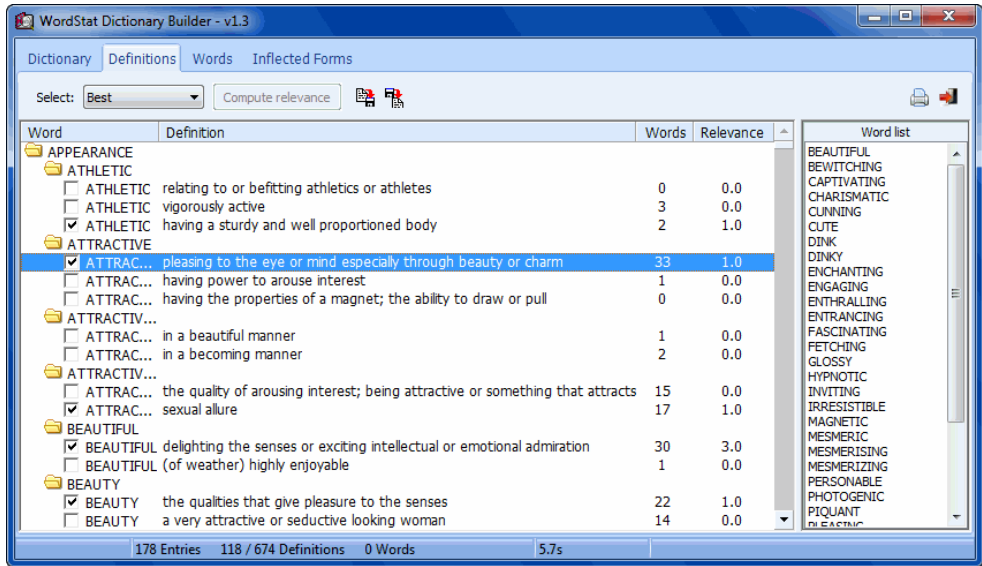 WordStat Dictionary Builder - v1.3
Dictionary Definitions Words Inflected Forms
Select: Best Compute relevance
Word Definition Words Relevance
APPEARANCE
ATHLETIC
ATHLETIC relating to or befitting athletics or athletes 0 0.0
ATHLETIC vigorously active 3 0.0
ATHLETIC having a sturdy and well proportioned body 2 1.0
ATTRACTIVE
ATTRAC... pleasing to the eye or mind especially through beauty or charm 33 1.0
ATTRAC... having power to arouse interest 1 0.0
ATTRAC... having the properties of a magnet; the ability to draw or pull 0 0.0
ATTRACTIV...
ATTRAC... in a beautiful manner 1 0.0
ATTRAC... in a becoming manner 2 0.0
ATTRACTIV...
ATTRAC... the quality of arousing interest; being attractive or something that attracts 15 0.0
ATTRAC... sexual allure 17 1.0
BEAUTIFUL
BEAUTIFUL delighting the senses or exciting intellectual or emotional admiration 30 3.0
BEAUTIFUL (of weather) highly enjoyable 1 0.0
BEAUTY
BEAUTY the qualities that give pleasure to the senses 22 1.0
BEAUTY a very attractive or seductive looking woman 14 0.0
Word list
BEAUTIFUL
BEWITCHING
CAPTIVATING
CHARISMATIC
CUNNING
CUTE
DINK
DINKY
ENCHANTING
ENGAGING
ENTHRALLING
ENTRANCING
FASCINATING
FETCHING
GLOSSY
HYPNOTIC
INVITING
IRRESISTIBLE
MAGNETIC
MESMERIC
MESMERISING
MESMERIZING
PERSONABLE
PHOTOGENIC
PIQUANT
PLEASING
178 Entries 118 / 674 Definitions 0 Words 5.7s